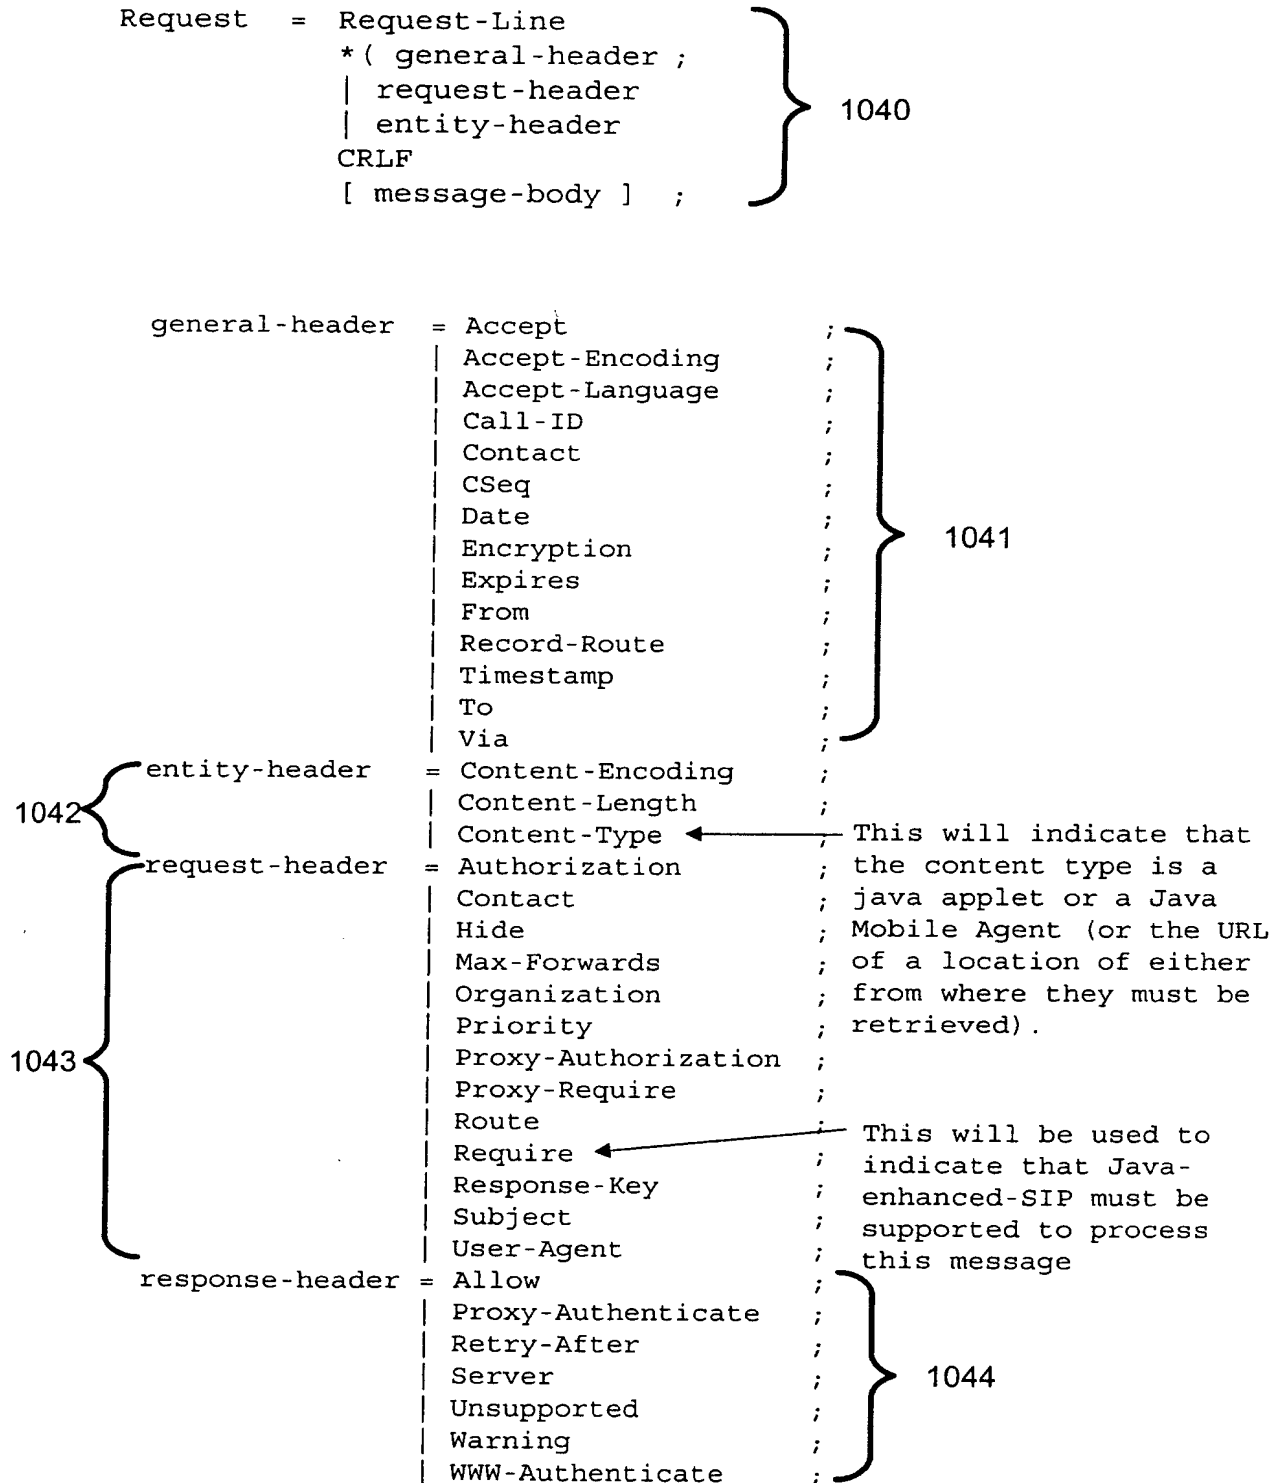 Request = Request-Line
*( general-header ;
| request-header
| entity-header
CRLF
[ message-body ] ;
1040
general-header = Accept ;
| Accept-Encoding ;
| Accept-Language ;
| Call-ID ;
| Contact ;
| CSeq ;
| Date ;
| Encryption ;
| Expires ;
| From ;
| Record-Route ;
| Timestamp ;
| To ;
| Via ;
1041
entity-header = Content-Encoding ;
| Content-Length ;
| Content-Type ;
1042
This will indicate that
the content type is a
java applet or a Java
Mobile Agent (or the URL
of a location of either
from where they must be
retrieved).
request-header = Authorization ;
| Contact ;
| Hide ;
| Max-Forwards ;
| Organization ;
| Priority ;
| Proxy-Authorization ;
| Proxy-Require ;
| Route ;
| Require ;
| Response-Key ;
| Subject ;
| User-Agent ;
1043
This will be used to
indicate that Java-
enhanced-SIP must be
supported to process
this message
response-header = Allow ;
| Proxy-Authenticate ;
| Retry-After ;
| Server ;
| Unsupported ;
| Warning ;
| WWW-Authenticate ;
1044